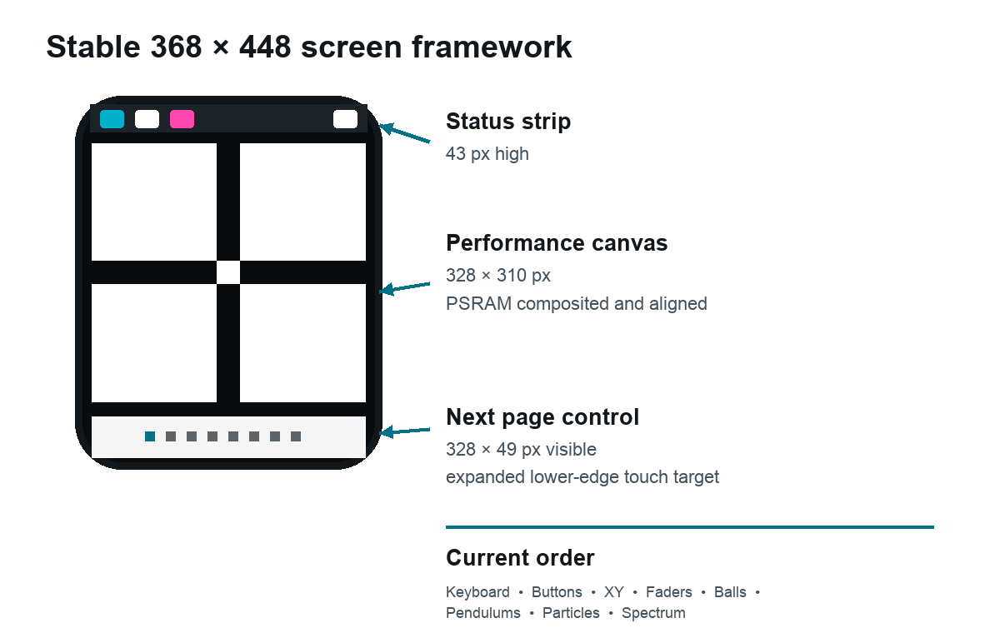 Stable 368 × 448 screen framework
Status strip
43 px high
Performance canvas
328 × 310 px
PSRAM composited and aligned
Next page control
328 × 49 px visible
expanded lower-edge touch target
Current order
Keyboard • Buttons • XY • Faders • Balls •
Pendulums • Particles • Spectrum